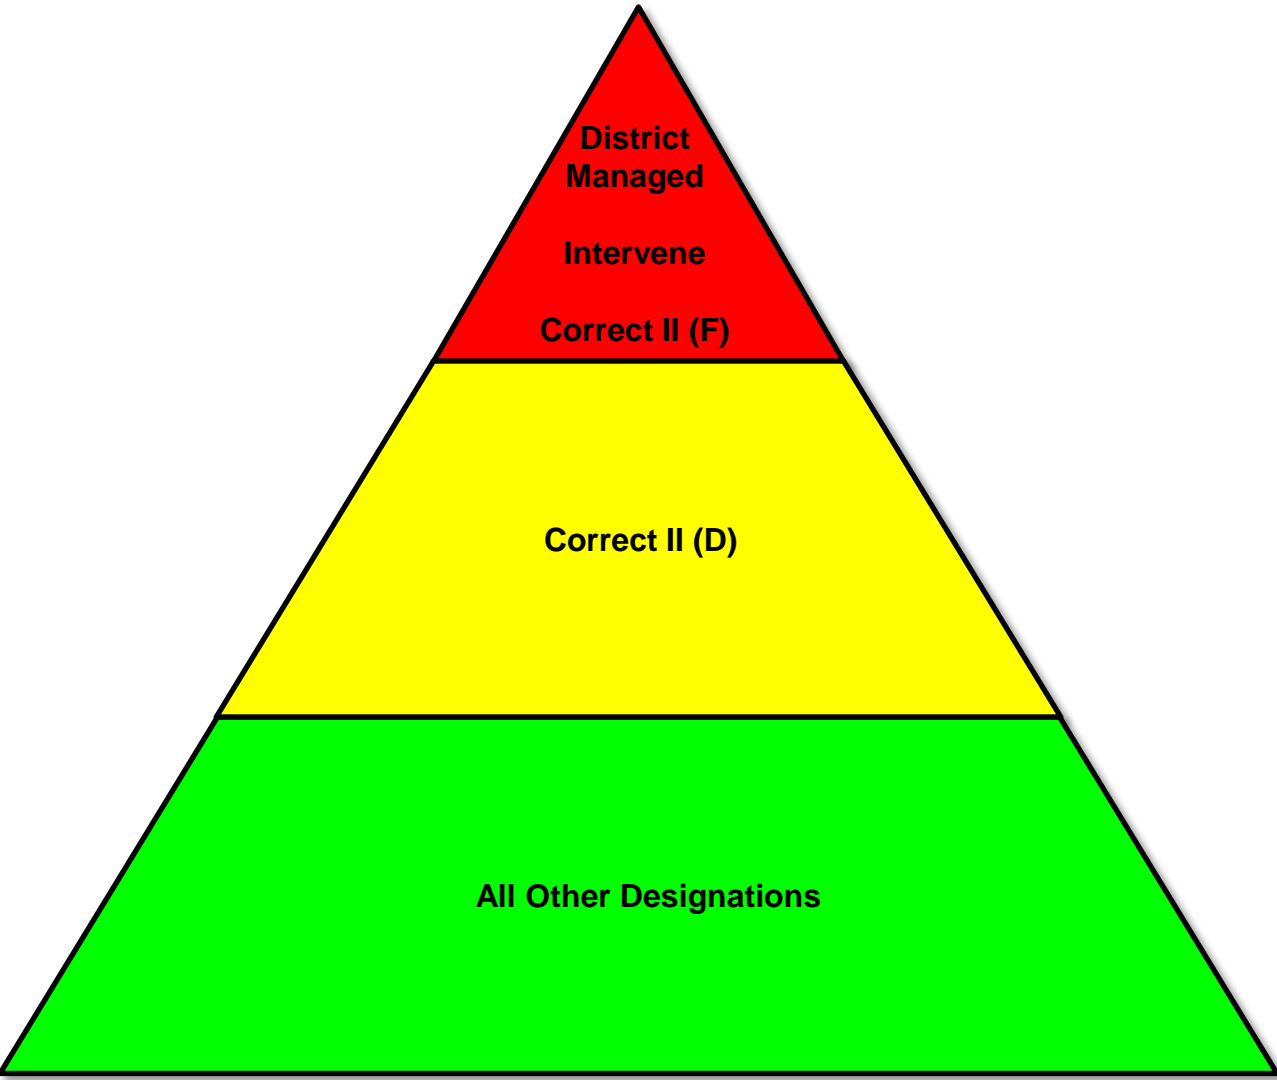 District
Managed
Intervene
Correct II (F)
Correct II (D)
All Other Designations